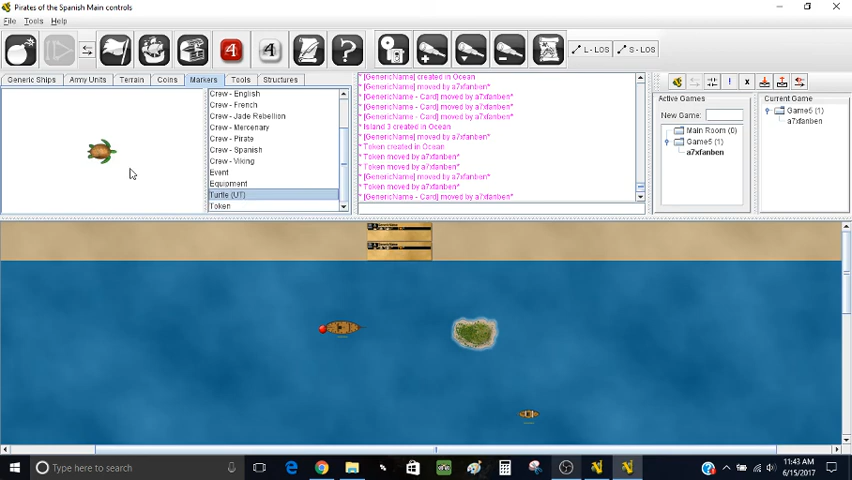 Pirates of the Spanish Main controls
File Tools Help
4 4 ? L - LOS S - LOS
Generic Ships Army Units Terrain Coins Markers Tools Structures
Crew - English
Crew - French
Crew - Jade Rebellion
Crew - Mercenary
Crew - Pirate
Crew - Spanish
Crew - Viking
Event
Equipment
Turtle (UT)
Token
* [GenericName] created in Ocean
* [GenericName] moved by a7xfanben*
* [GenericName - Card] moved by a7xfanben*
* [GenericName - Card] moved by a7xfanben*
* Island 3 created in Ocean
* [GenericName] moved by a7xfanben*
* Token created in Ocean
* Token moved by a7xfanben*
* Token moved by a7xfanben*
* [GenericName] moved by a7xfanben*
* Token moved by a7xfanben*
* [GenericName - Card] moved by a7xfanben*
! x
Active Games
New Game:
Main Room (0)
Game5 (1)
a7xfanben
Current Game
Game5 (1)
a7xfanben
Type here to search
11:43 AM
6/15/2017